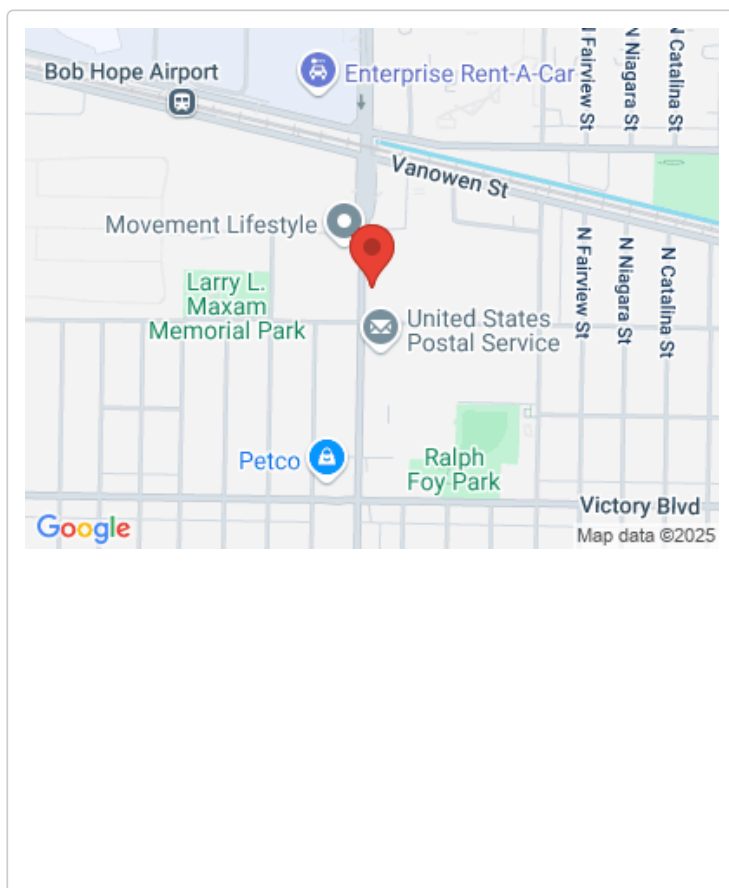 Bob Hope Airport
Enterprise Rent-A-Car
N Fairview St
N Niagara St
N Catalina St
Vanowen St
Movement Lifestyle
Larry L.
Maxam
Memorial Park
N Fairview St
N Niagara St
N Catalina St
United States
Postal Service
Petco
Ralph
Foy Park
Victory Blvd
Google
Map data ©2025